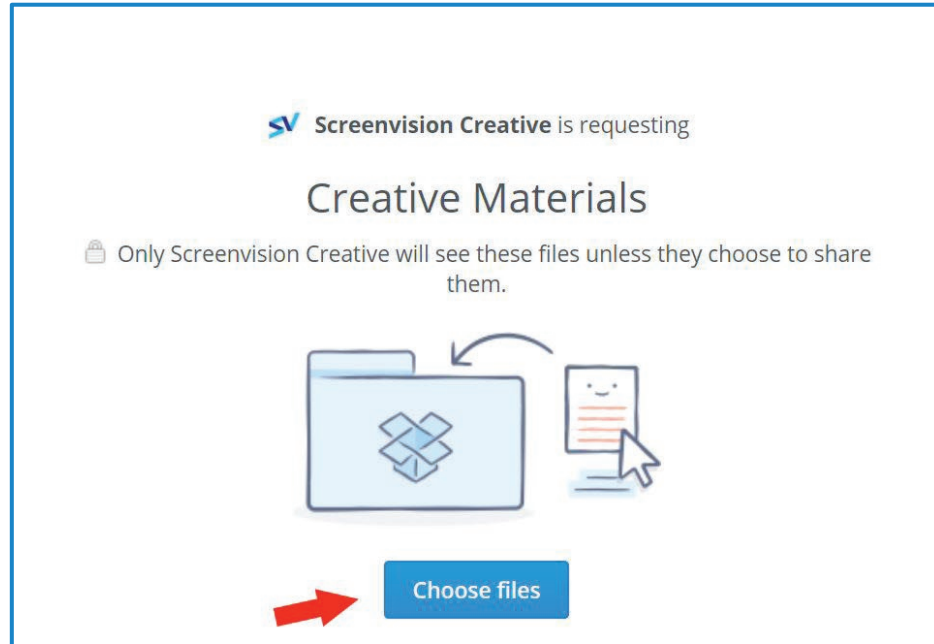 SV Screenvision Creative is requesting
Creative Materials
Only Screenvision Creative will see these files unless they choose to share
them.
Choose files